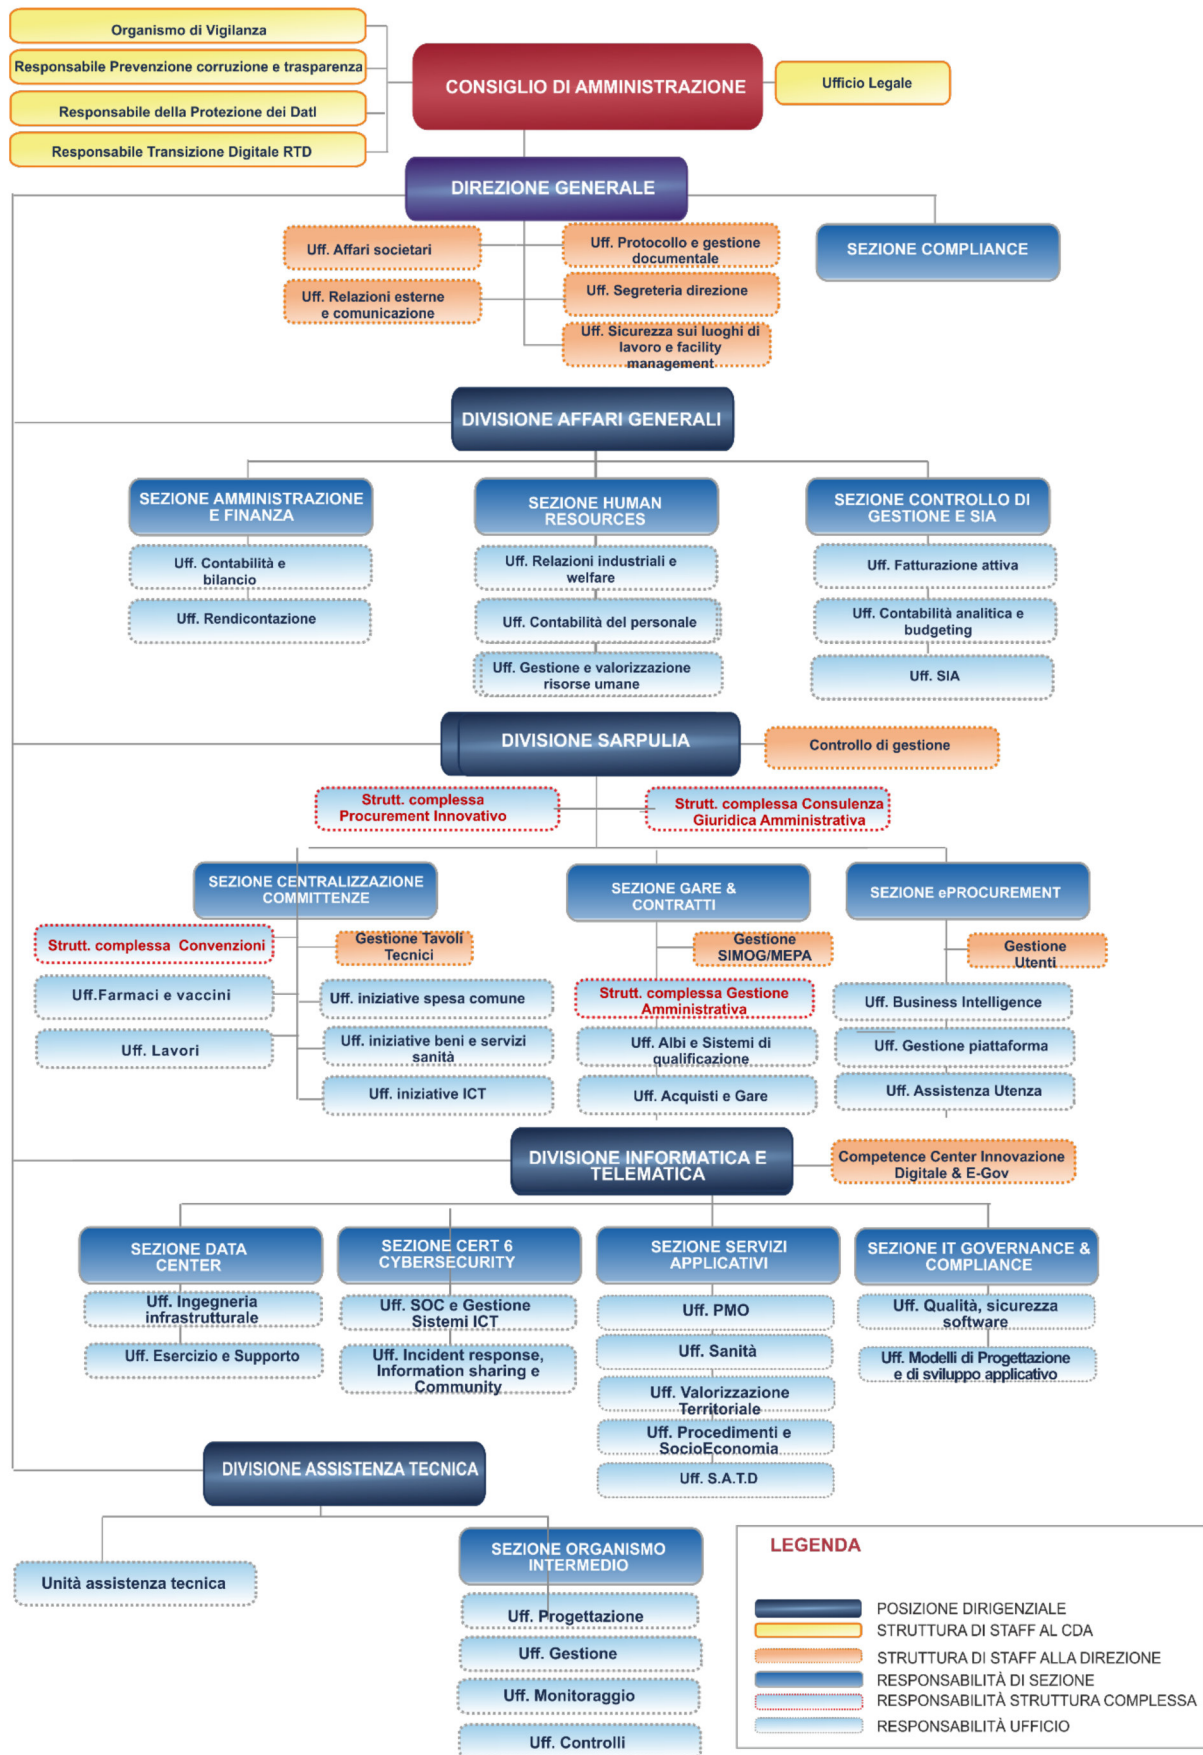 Organismo di Vigilanza
Responsabile Prevenzione corruzione e trasparenza
Responsabile della Protezione dei DatI
Responsabile Transizione Digitale RTD
CONSIGLIO DI AMMINISTRAZIONE
Ufficio Legale
DIREZIONE GENERALE
Uff. Affari societari
Uff. Relazioni esterne
e comunicazione
Uff. Protocollo e gestione
documentale
Uff. Segreteria direzione
Uff. Sicurezza sui luoghi di
lavoro e facility
management
SEZIONE COMPLIANCE
DIVISIONE AFFARI GENERALI
SEZIONE AMMINISTRAZIONE
E FINANZA
Uff. Contabilità e
bilancio
Uff. Rendicontazione
SEZIONE HUMAN
RESOURCES
Uff. Relazioni industriali e
welfare
Uff. Contabilità del personale
Uff. Gestione e valorizzazione
risorse umane
SEZIONE CONTROLLO DI
GESTIONE E SIA
Uff. Fatturazione attiva
Uff. Contabilità analitica e
budgeting
Uff. SIA
DIVISIONE SARPULIA
Controllo di gestione
Strutt. complessa
Procurement Innovativo
Strutt. complessa Consulenza
Giuridica Amministrativa
SEZIONE CENTRALIZZAZIONE
COMMITTENZE
Strutt. complessa Convenzioni
Gestione Tavoli
Tecnici
Uff.Farmaci e vaccini
Uff. iniziative spesa comune
Uff. Lavori
Uff. iniziative beni e servizi
sanità
Uff. iniziative ICT
SEZIONE GARE &
CONTRATTI
Gestione
SIMOG/MEPA
Strutt. complessa Gestione
Amministrativa
Uff. Albi e Sistemi di
qualificazione
Uff. Acquisti e Gare
SEZIONE ePROCUREMENT
Gestione
Utenti
Uff. Business Intelligence
Uff. Gestione piattaforma
Uff. Assistenza Utenza
DIVISIONE INFORMATICA E
TELEMATICA
Competence Center Innovazione
Digitale & E-Gov
SEZIONE DATA
CENTER
Uff. Ingegneria
infrastrutturale
Uff. Esercizio e Supporto
SEZIONE CERT 6
CYBERSECURITY
Uff. SOC e Gestione
Sistemi ICT
Uff. Incident response,
Information sharing e
Community
SEZIONE SERVIZI
APPLICATIVI
Uff. PMO
Uff. Sanità
Uff. Valorizzazione
Territoriale
Uff. Procedimenti e
SocioEconomia
Uff. S.A.T.D
SEZIONE IT GOVERNANCE &
COMPLIANCE
Uff. Qualità, sicurezza
software
Uff. Modelli di Progettazione
e di sviluppo applicativo
DIVISIONE ASSISTENZA TECNICA
Unità assistenza tecnica
SEZIONE ORGANISMO
INTERMEDIO
Uff. Progettazione
Uff. Gestione
Uff. Monitoraggio
Uff. Controlli
LEGENDA
POSIZIONE DIRIGENZIALE
STRUTTURA DI STAFF AL CDA
STRUTTURA DI STAFF ALLA DIREZIONE
RESPONSABILITÀ DI SEZIONE
RESPONSABILITÀ STRUTTURA COMPLESSA
RESPONSABILITÀ UFFICIO